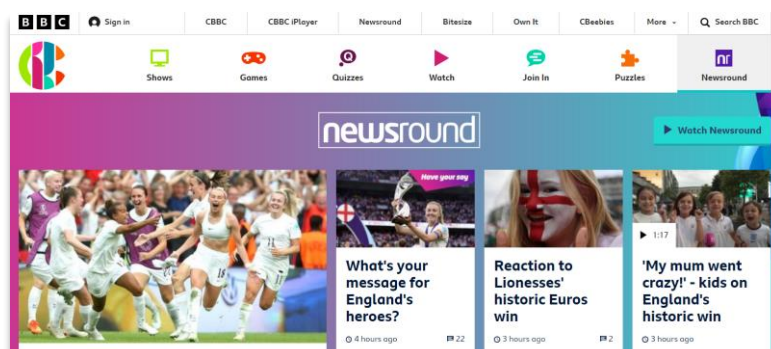 BBC Sign in CBBC CBBC iPlayer Newsround Bitesize Own It CBeebies More Search BBC
Shows Games Quizzes Watch Join In Puzzles nr Newsround
newsround
Watch Newsround
Have your say
18
11
1:17
What's your
message for
England's
heroes?
4 hours ago 22
Reaction to
Lionesses'
historic Euros
win
3 hours ago 2
'My mum went
crazy!' - kids on
England's
historic win
3 hours ago